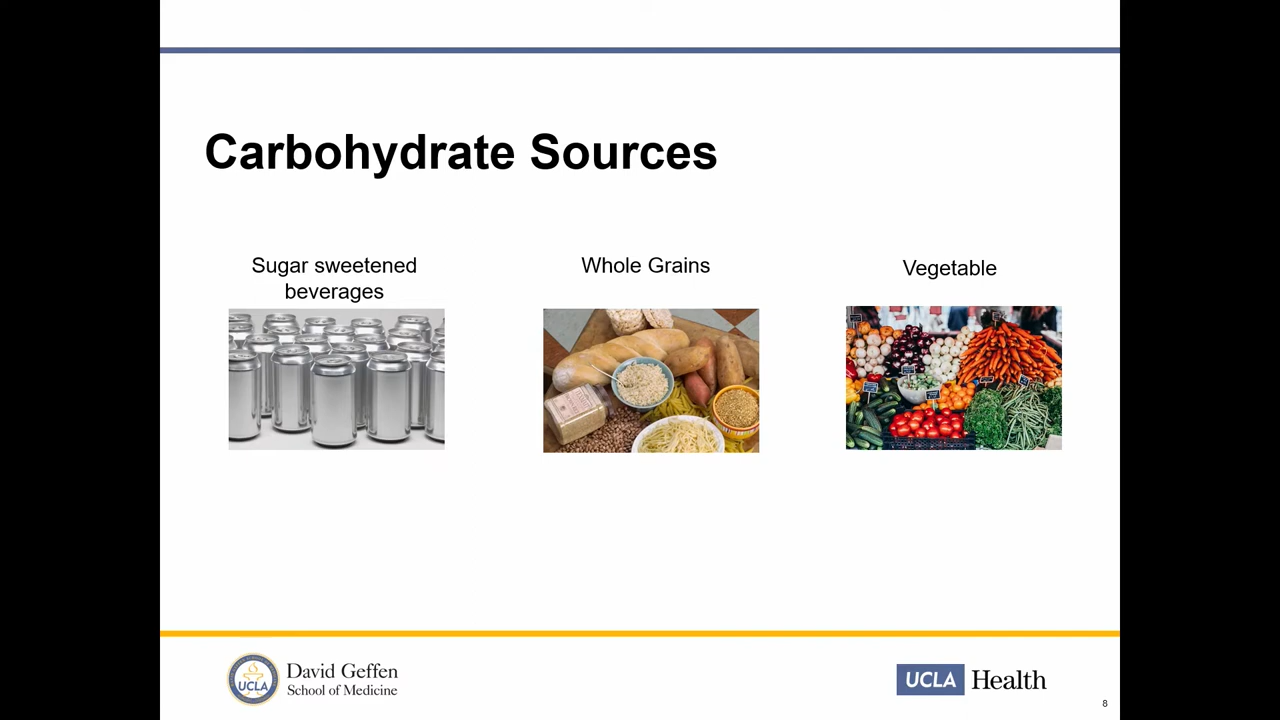 Carbohydrate Sources
Sugar sweetened
beverages
Whole Grains
Vegetable
UCLA
David Geffen
School of Medicine
UCLA Health
8